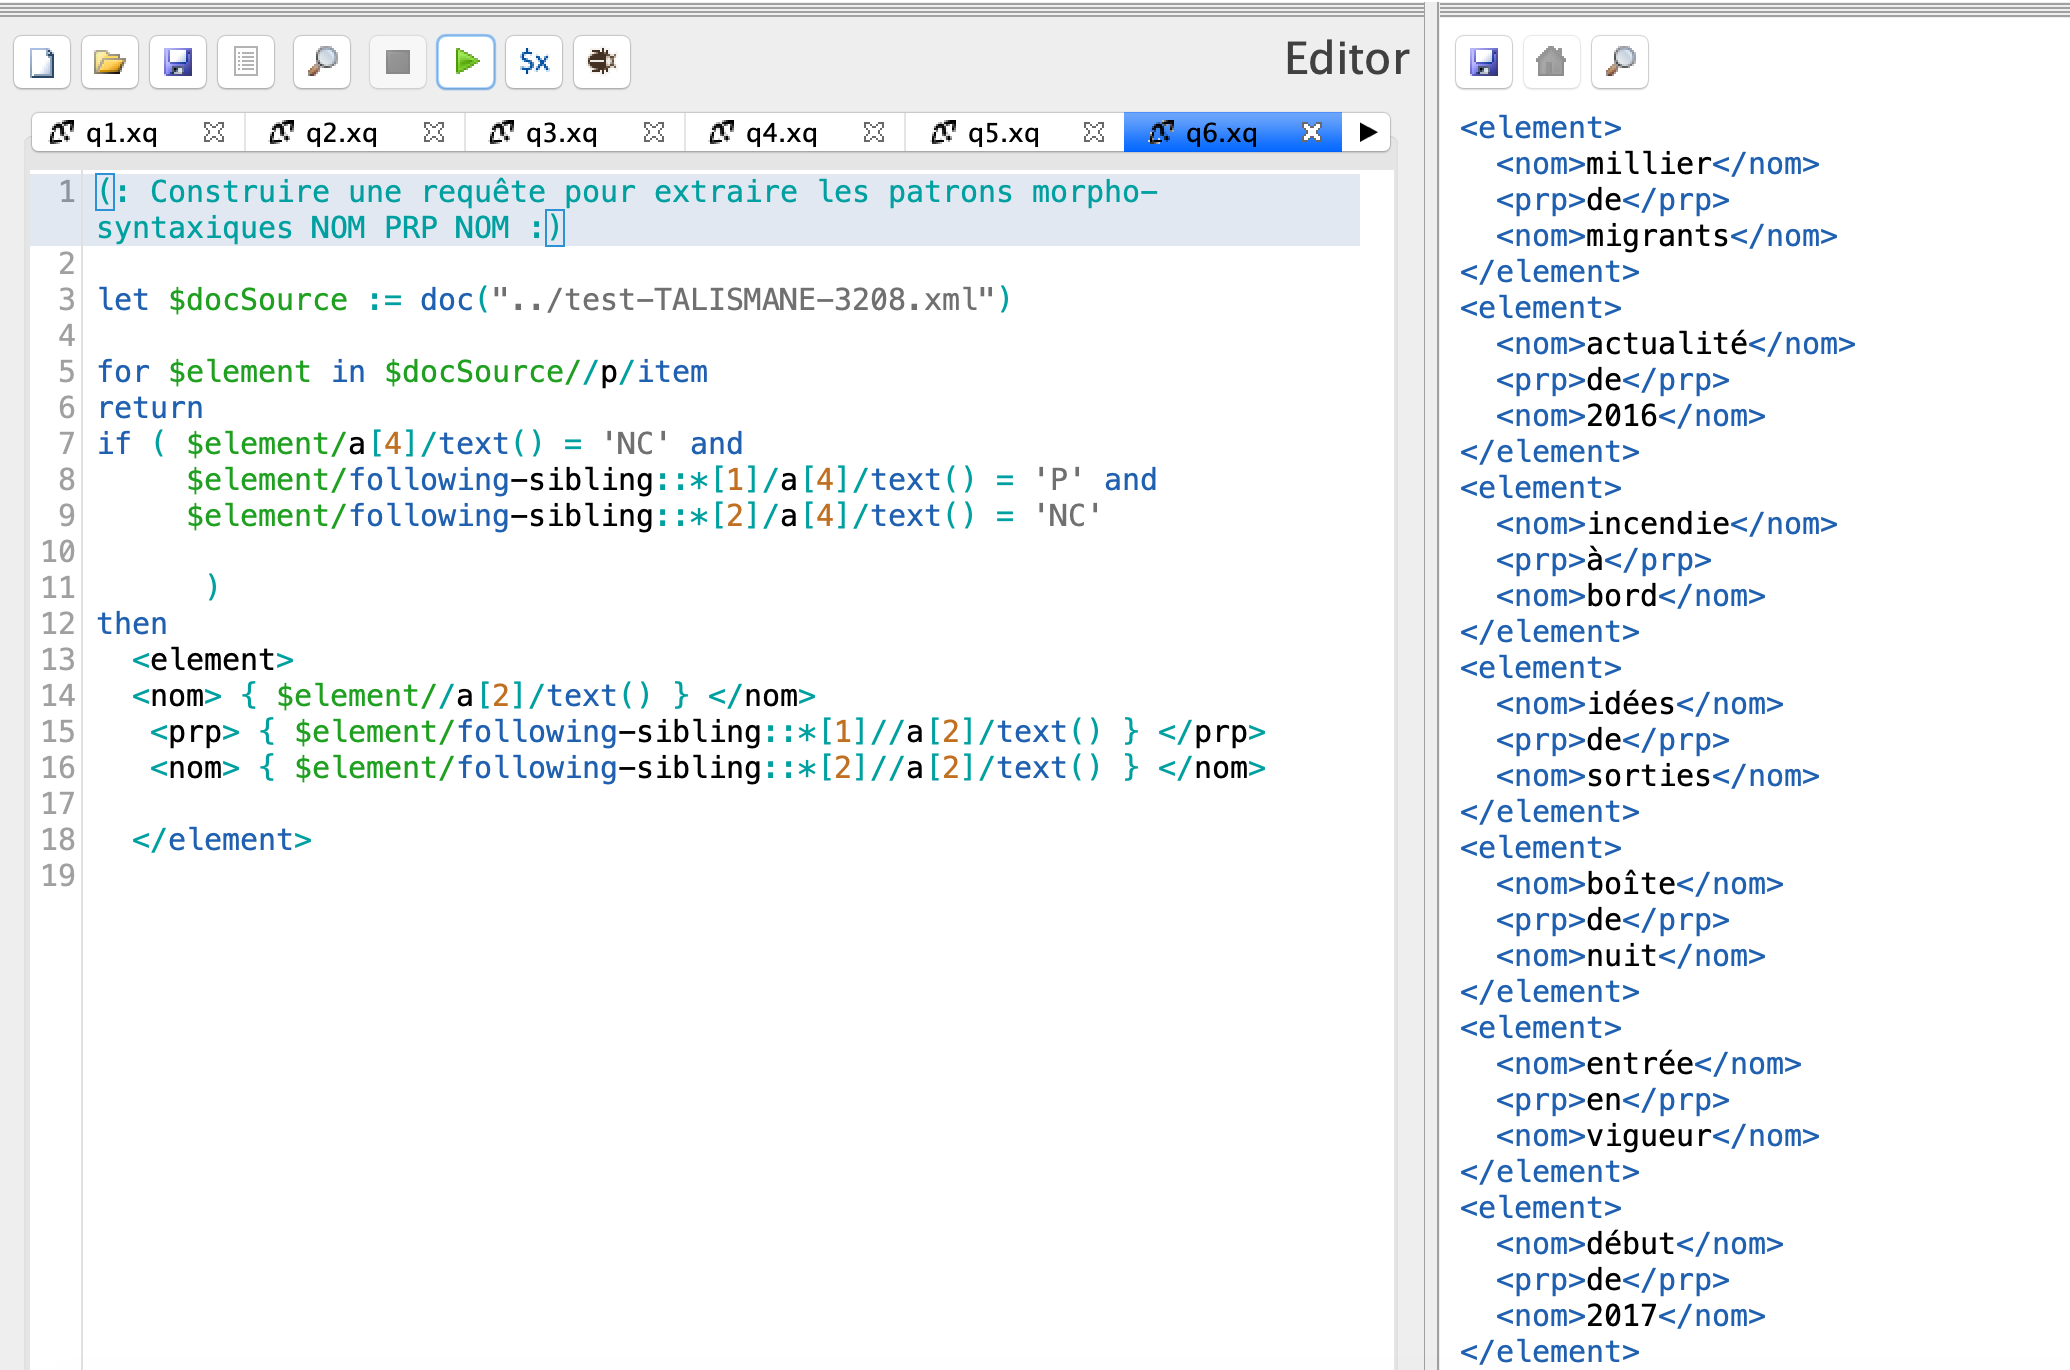 $x
Editor
q1.xq
q2.xq
q3.xq
q4.xq
q5.xq
q6.xq
1 (: Construire une requête pour extraire les patrons morpho-
syntaxiques NOM PRP NOM :)
2
3 let $docSource := doc("../test-TALISMANE-3208.xml")
4
5 for $element in $docSource//p/item
6 return
7 if ( $element/a[4]/text() = 'NC' and
8      $element/following-sibling::*[1]/a[4]/text() = 'P' and
9      $element/following-sibling::*[2]/a[4]/text() = 'NC'
10
11       )
12 then
13   <element>
14   <nom> { $element//a[2]/text() } </nom>
15    <prp> { $element/following-sibling::*[1]//a[2]/text() } </prp>
16    <nom> { $element/following-sibling::*[2]//a[2]/text() } </nom>
17
18   </element>
19
<element>
  <nom>millier</nom>
  <prp>de</prp>
  <nom>migrants</nom>
</element>
<element>
  <nom>actualité</nom>
  <prp>de</prp>
  <nom>2016</nom>
</element>
<element>
  <nom>incendie</nom>
  <prp>à</prp>
  <nom>bord</nom>
</element>
<element>
  <nom>idées</nom>
  <prp>de</prp>
  <nom>sorties</nom>
</element>
<element>
  <nom>boîte</nom>
  <prp>de</prp>
  <nom>nuit</nom>
</element>
<element>
  <nom>entrée</nom>
  <prp>en</prp>
  <nom>vigueur</nom>
</element>
<element>
  <nom>début</nom>
  <prp>de</prp>
  <nom>2017</nom>
</element>